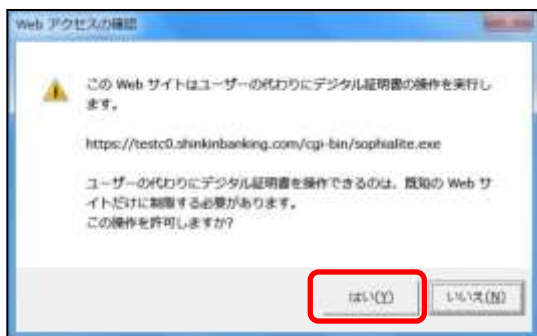 Web アクセスの確認
この Web サイトはユーザーの代わりにデジタル証明書の操作を実行し
ます。
https://testc0.shinkinbanking.com/cgi-bin/sophialite.exe
ユーザーの代わりにデジタル証明書を操作できるのは、既知の Web サ
イトだけに制限する必要があります。
この操作を許可しますか?
はい(Y)
いいえ(N)